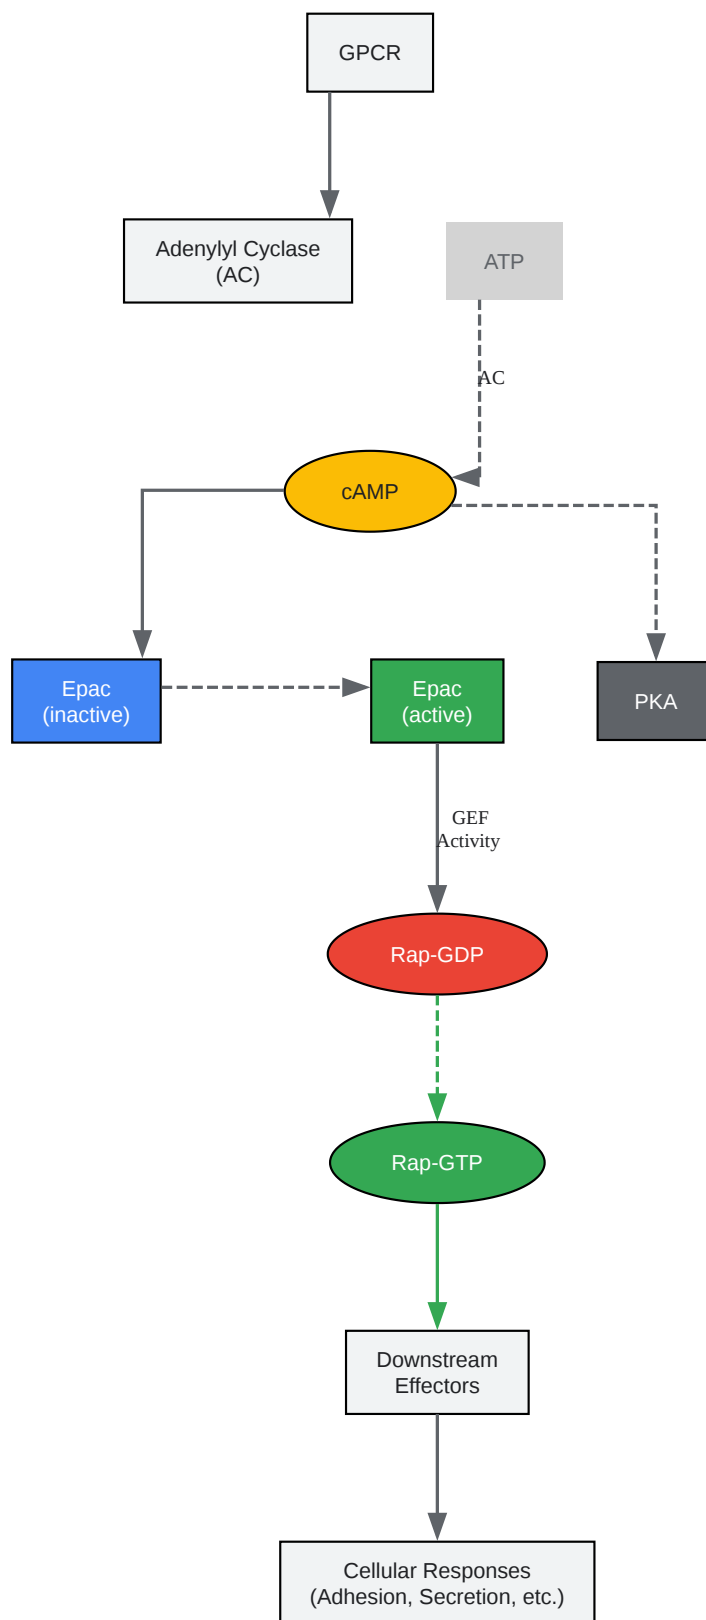 GPCR
Adenylyl Cyclase
(AC)
ATP
AC
cAMP
Epac
(inactive)
Epac
(active)
PKA
GEF
Activity
Rap-GDP
Rap-GTP
Downstream
Effectors
Cellular Responses
(Adhesion, Secretion, etc.)